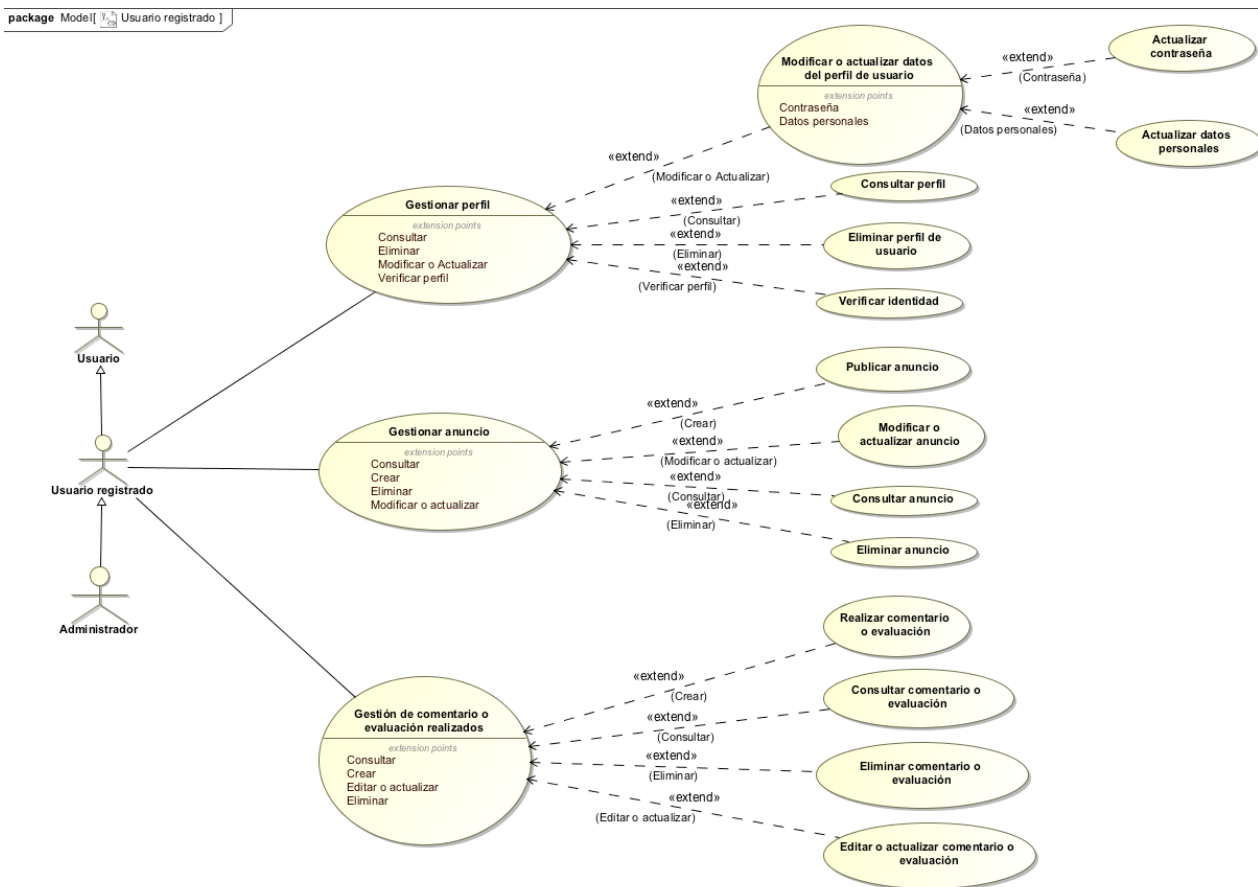 package Model[ Usuario registrado ]
Modificar o actualizar datos
del perfil de usuario
extension points
Contraseña
Datos personales
«extend»
(Contraseña)
Actualizar
contraseña
«extend»
(Datos personales)
Actualizar datos
personales
«extend»
(Modificar o Actualizar)
Gestionar perfil
extension points
Consultar
Eliminar
Modificar o Actualizar
Verificar perfil
«extend»
(Consultar)
Consultar perfil
«extend»
(Eliminar)
Eliminar perfil de
usuario
«extend»
(Verificar perfil)
Verificar identidad
Usuario
Usuario registrado
Administrador
Gestionar anuncio
extension points
Consultar
Crear
Eliminar
Modificar o actualizar
«extend»
(Crear)
Publicar anuncio
«extend»
(Modificar o actualizar)
Modificar o
actualizar anuncio
«extend»
(Consultar)
Consultar anuncio
«extend»
(Eliminar)
Eliminar anuncio
Gestión de comentario o
evaluación realizados
extension points
Consultar
Crear
Editar o actualizar
Eliminar
«extend»
(Crear)
Realizar comentario
o evaluación
«extend»
(Consultar)
Consultar comentario o
evaluación
«extend»
(Eliminar)
Eliminar comentario o
evaluación
«extend»
(Editar o actualizar)
Editar o actualizar comentario o
evaluación